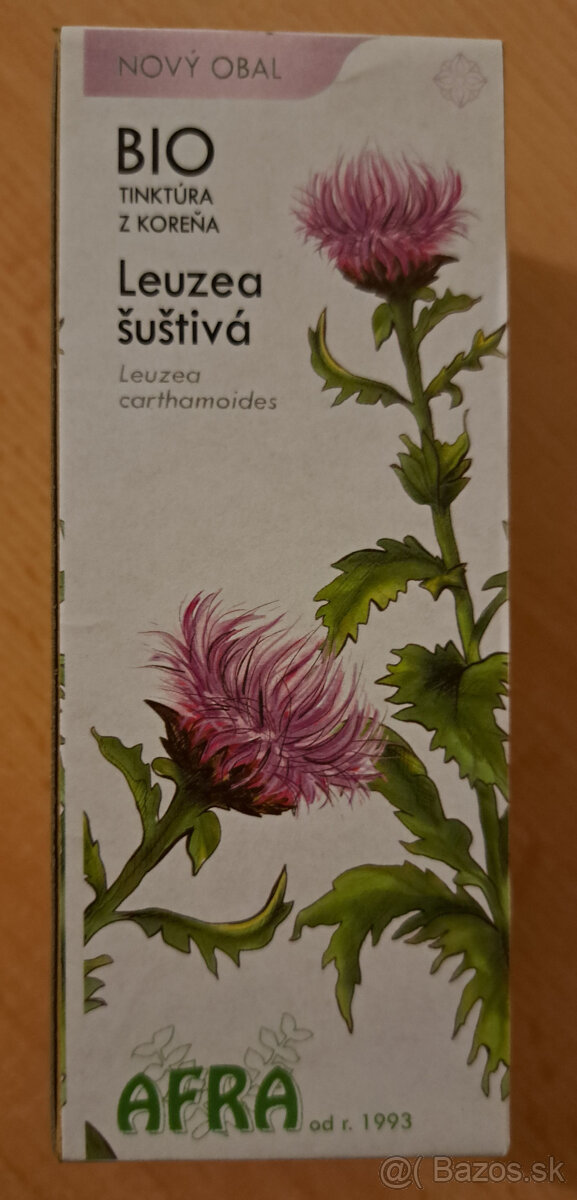 NOVÝ OBAL
BIO
TINKTÚRA
Z KOREŇA
Leuzea
šuštivá
Leuzea
carthamoides
AFRA od r. 1993
@( Bazos.sk